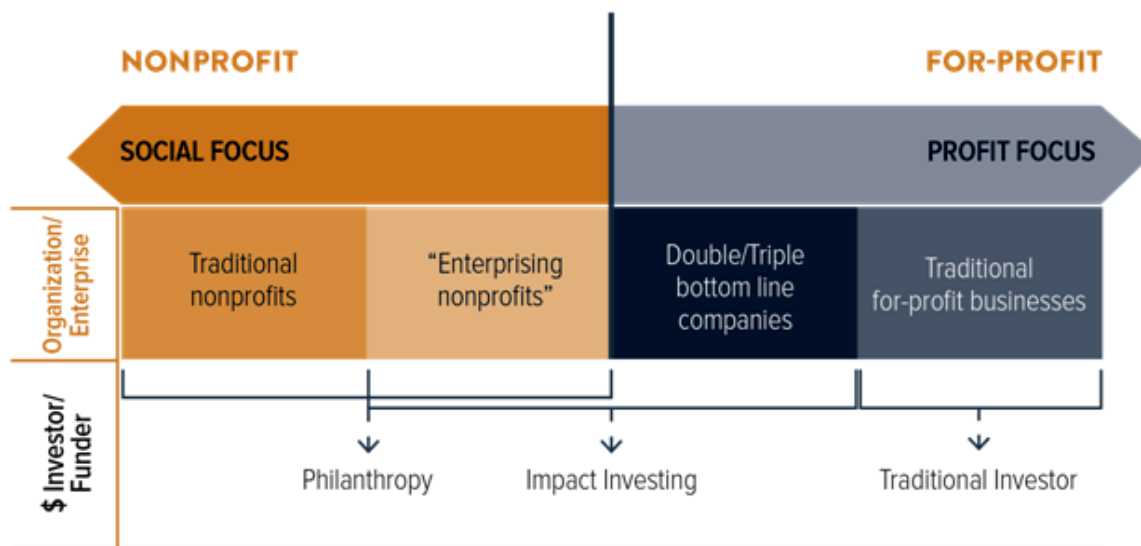 NONPROFIT
FOR-PROFIT
SOCIAL FOCUS
PROFIT FOCUS
Organization/
Enterprise
Traditional
nonprofits
“Enterprising
nonprofits”
Double/Triple
bottom line
companies
Traditional
for-profit businesses
$ Investor/
Funder
Philanthropy
Impact Investing
Traditional Investor